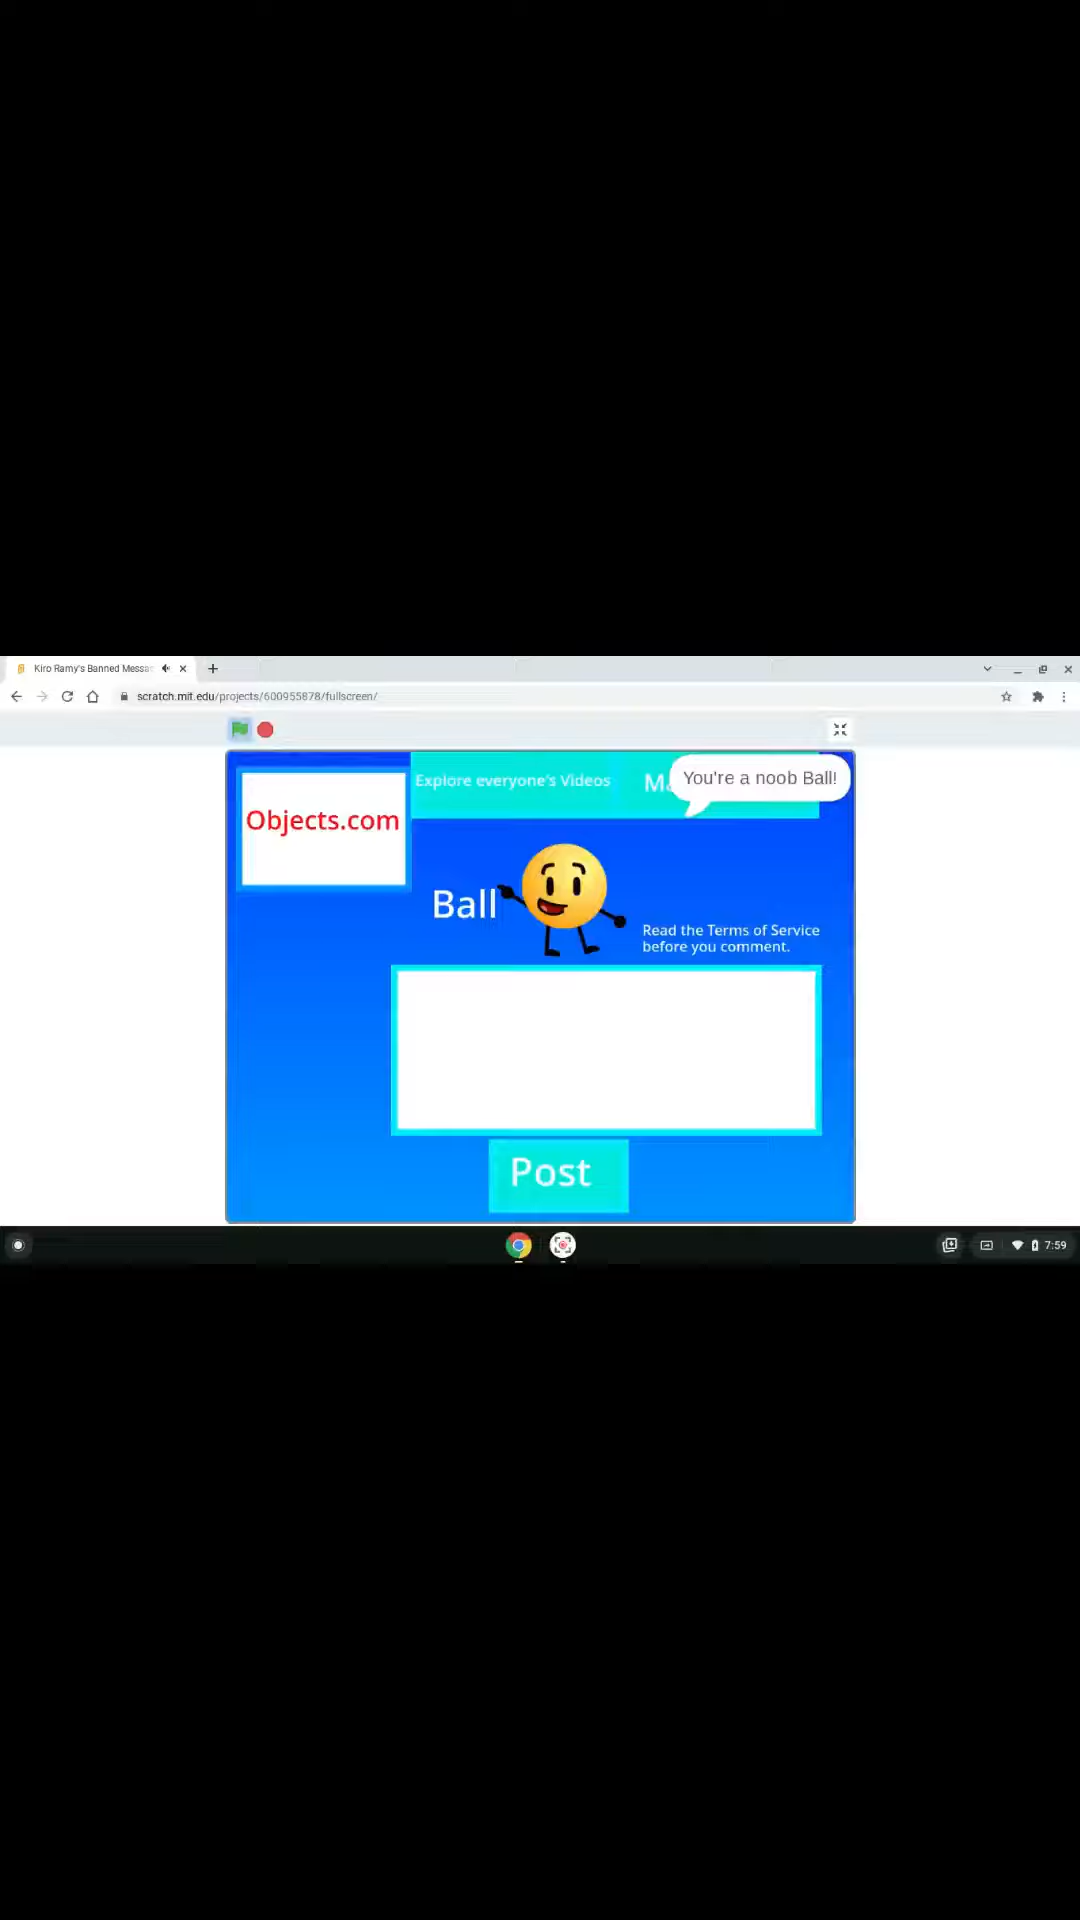 Kiro Ramy's Banned Messa
scratch.mit.edu/projects/600955878/fullscreen/
Explore everyone's Videos
You're a noob Ball!
Objects.com
Ball
Read the Terms of Service
before you comment.
Post
7:59